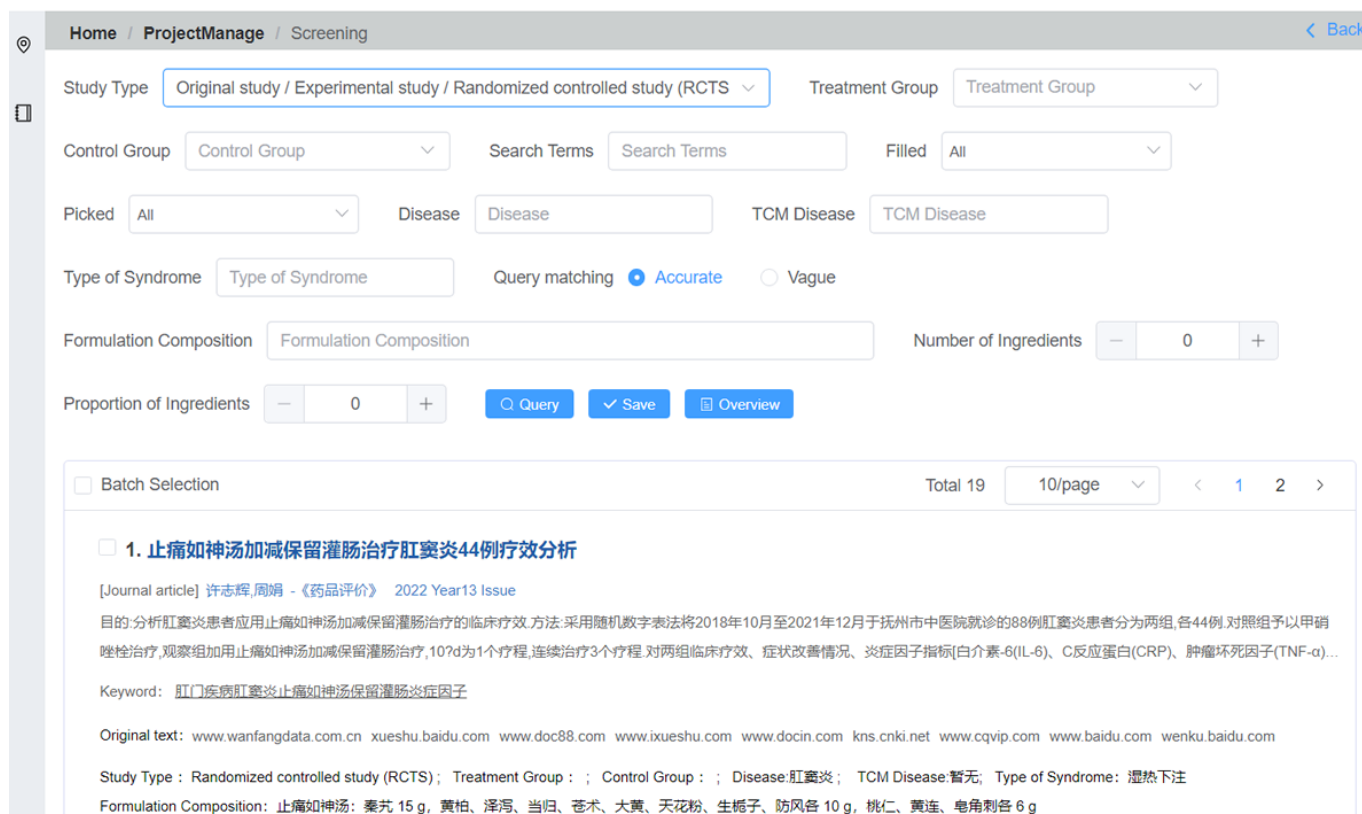 Home / ProjectManage / Screening
Back
Study Type Original study / Experimental study / Randomized controlled study (RCTS Treatment Group Treatment Group
Control Group Control Group Search Terms Search Terms Filled All
Picked All Disease Disease TCM Disease TCM Disease
Type of Syndrome Type of Syndrome Query matching Accurate Vague
Formulation Composition Formulation Composition Number of Ingredients 0
Proportion of Ingredients 0 Query Save Overview
Batch Selection Total 19 10/page 1 2
1. 止痛如神汤加减保留灌肠治疗肛窦炎44例疗效分析
[Journal article] 许志辉,周娟 -《药品评价》 2022 Year13 Issue
目的:分析肛窦炎患者应用止痛如神汤加减保留灌肠治疗的临床疗效.方法:采用随机数字表法将2018年10月至2021年12月于抚州市中医院就诊的88例肛窦炎患者分为两组,各44例.对照组予以甲硝
唑栓治疗,观察组加用止痛如神汤加减保留灌肠治疗,10?d为1个疗程,连续治疗3个疗程.对两组临床疗效、症状改善情况、炎症因子指标[白介素-6(IL-6)、C反应蛋白(CRP)、肿瘤坏死因子(TNF-α)...
Keyword: 肛门疾病肛窦炎止痛如神汤保留灌肠炎症因子
Original text: www.wanfangdata.com.cn xueshu.baidu.com www.doc88.com www.ixueshu.com www.docin.com kns.cnki.net www.cqvip.com www.baidu.com wenku.baidu.com
Study Type : Randomized controlled study (RCTS) ; Treatment Group : ; Control Group : ; Disease:肛窦炎 ; TCM Disease:暂无; Type of Syndrome: 湿热下注
Formulation Composition: 止痛如神汤: 秦艽 15 g, 黄柏、泽泻、当归、苍术、大黄、天花粉、生栀子、防风各 10 g, 桃仁、黄连、皂角刺各 6 g